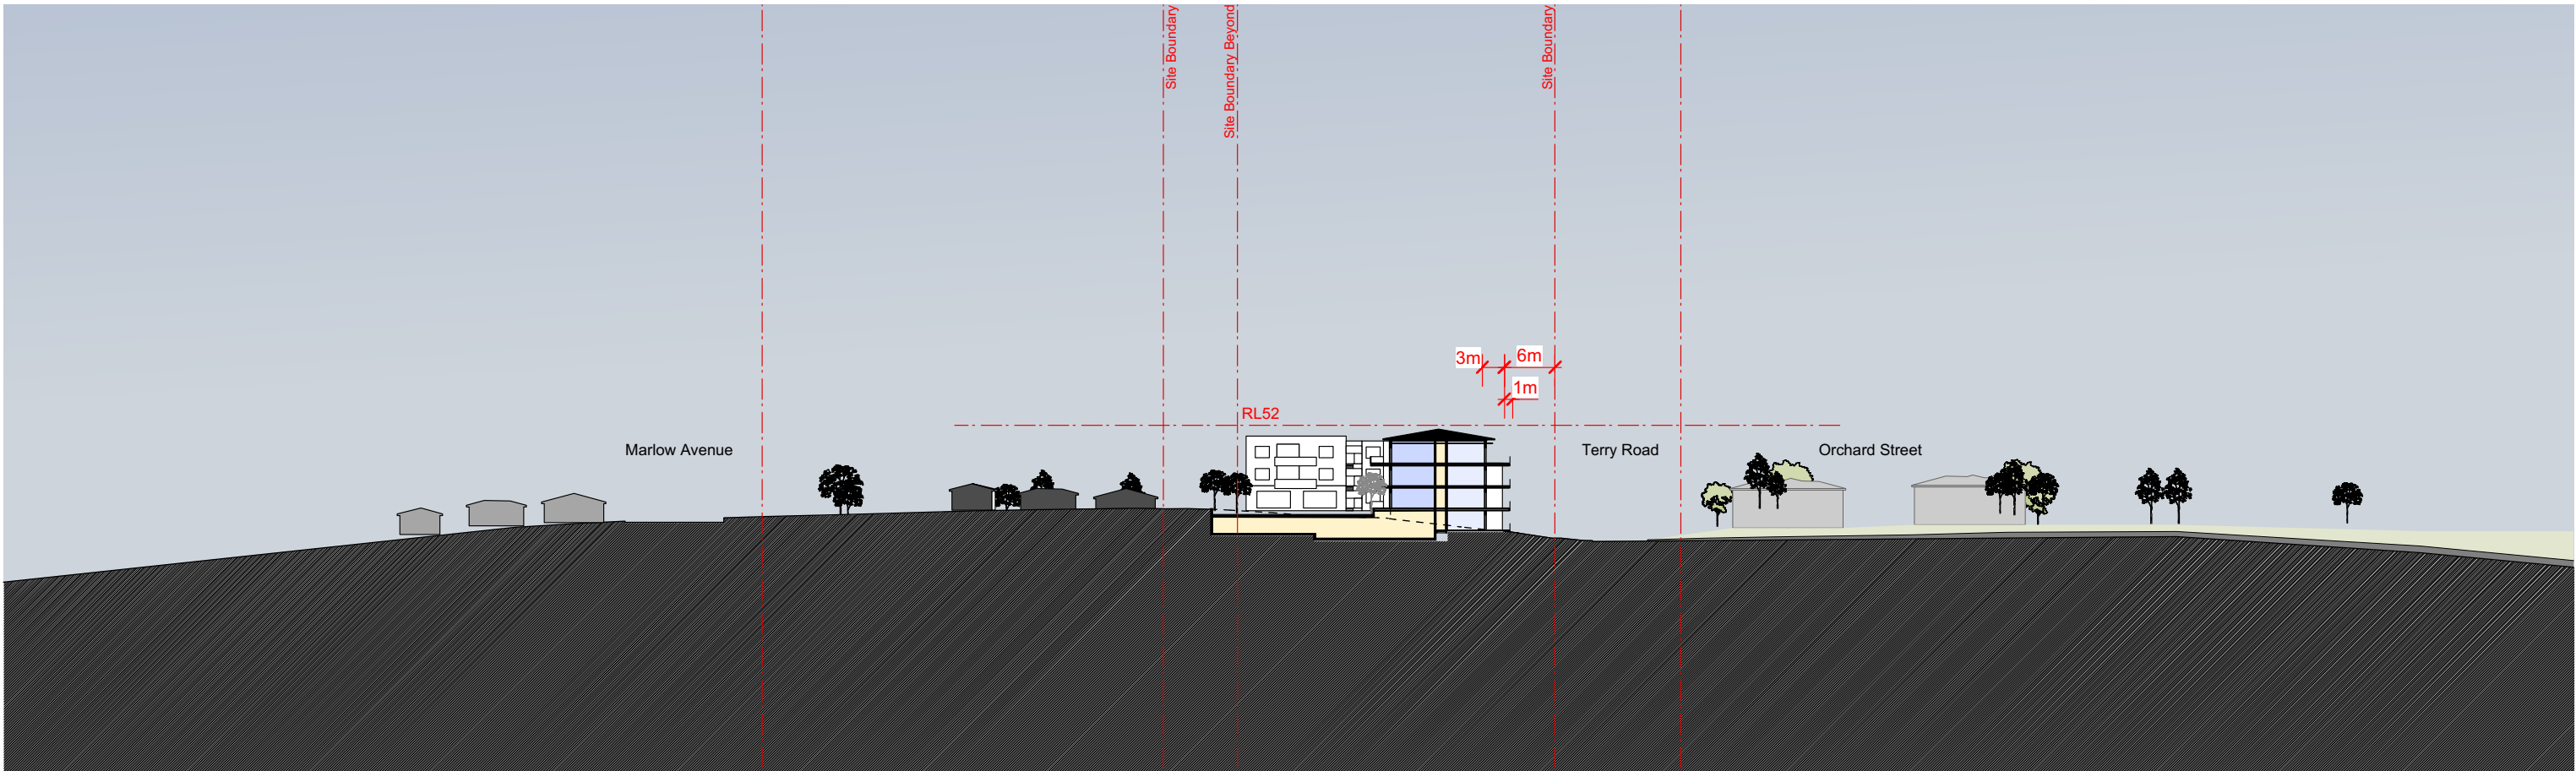 Site Boundary
Site Boundary Beyond
Site Boundary
3m
6m
1m
RL52
Marlow Avenue
Terry Road
Orchard Street